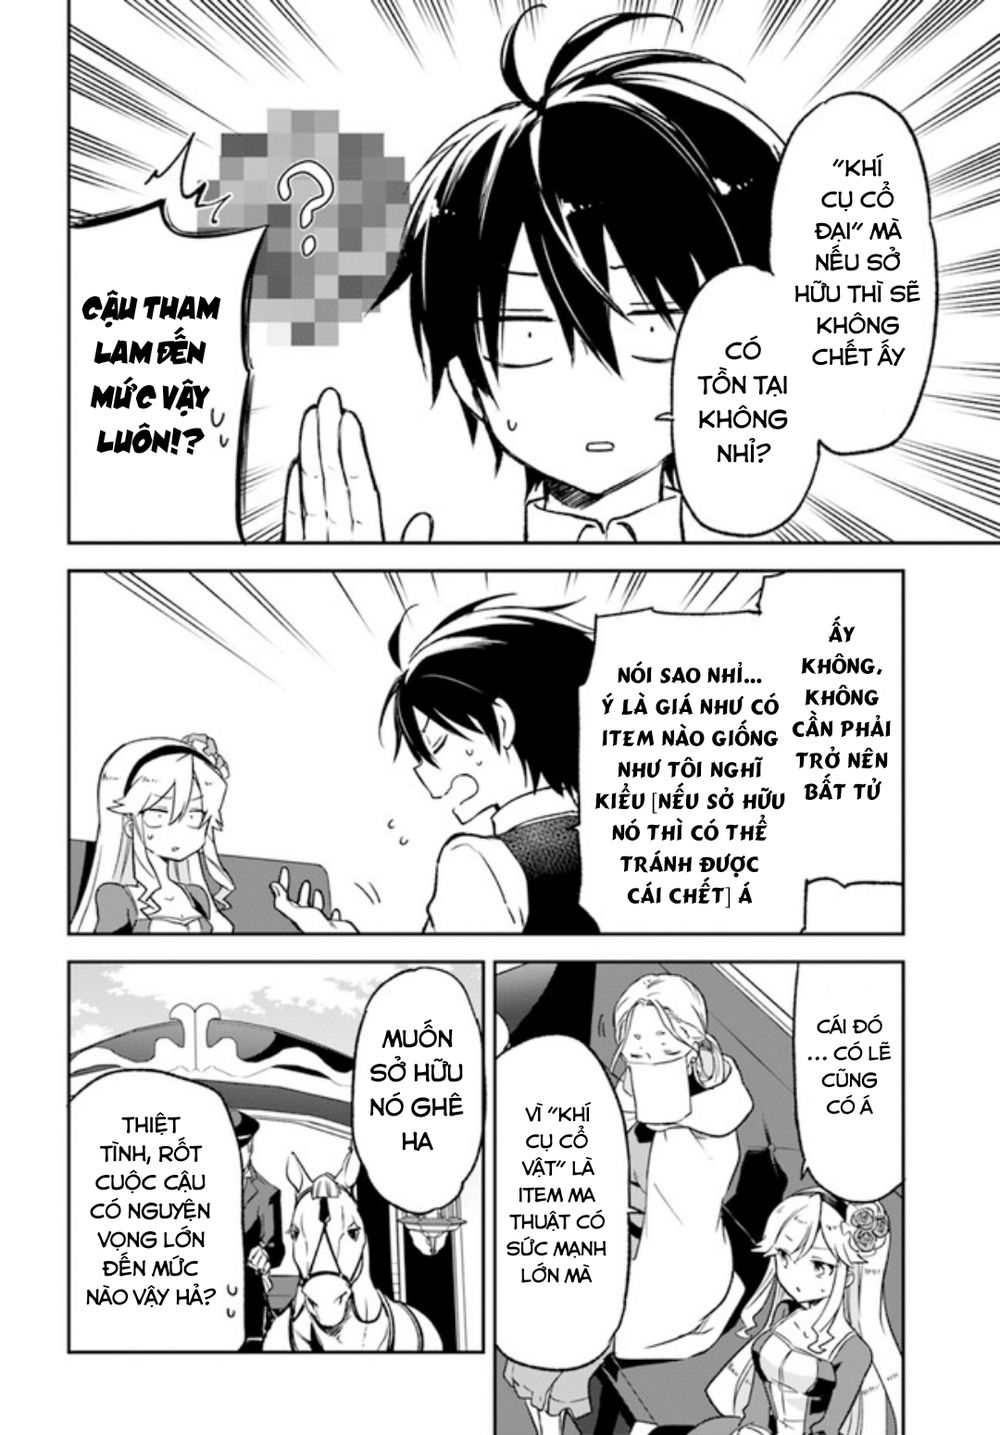 "KHÍ
CỤ CỔ
ĐẠI" MÀ
NẾU SỞ
HỮU THÌ SẼ
KHÔNG
CHẾT ẤY
CÓ
TỒN TẠI
KHÔNG
NHỈ?
?
CẬU THAM
LAM ĐẾN
MỨC VẬY
LUÔN!?
ẤY
KHÔNG,
KHÔNG
CẦN PHẢI
TRỞ NÊN
BẤT TỬ
NÓI SAO NHỈ...
Ý LÀ GIÁ NHƯ CÓ
ITEM NÀO GIỐNG
NHƯ TÔI NGHĨ
KIỂU [NẾU SỞ HỮU
NÓ THÌ CÓ THỂ
TRÁNH ĐƯỢC
CÁI CHẾT] Á
CÁI ĐÓ
... CÓ LẼ
CŨNG
CÓ Á
VÌ "KHÍ
CỤ CỔ
VẬT" LÀ
ITEM MA
THUẬT CÓ
SỨC MẠNH
LỚN MÀ
MUỐN
SỞ HỮU
NÓ GHÊ
HA
THIỆT
TÌNH, RỐT
CUỘC CẬU
CÓ NGUYỆN
VỌNG LỚN
ĐẾN MỨC
NÀO VẬY HẢ?